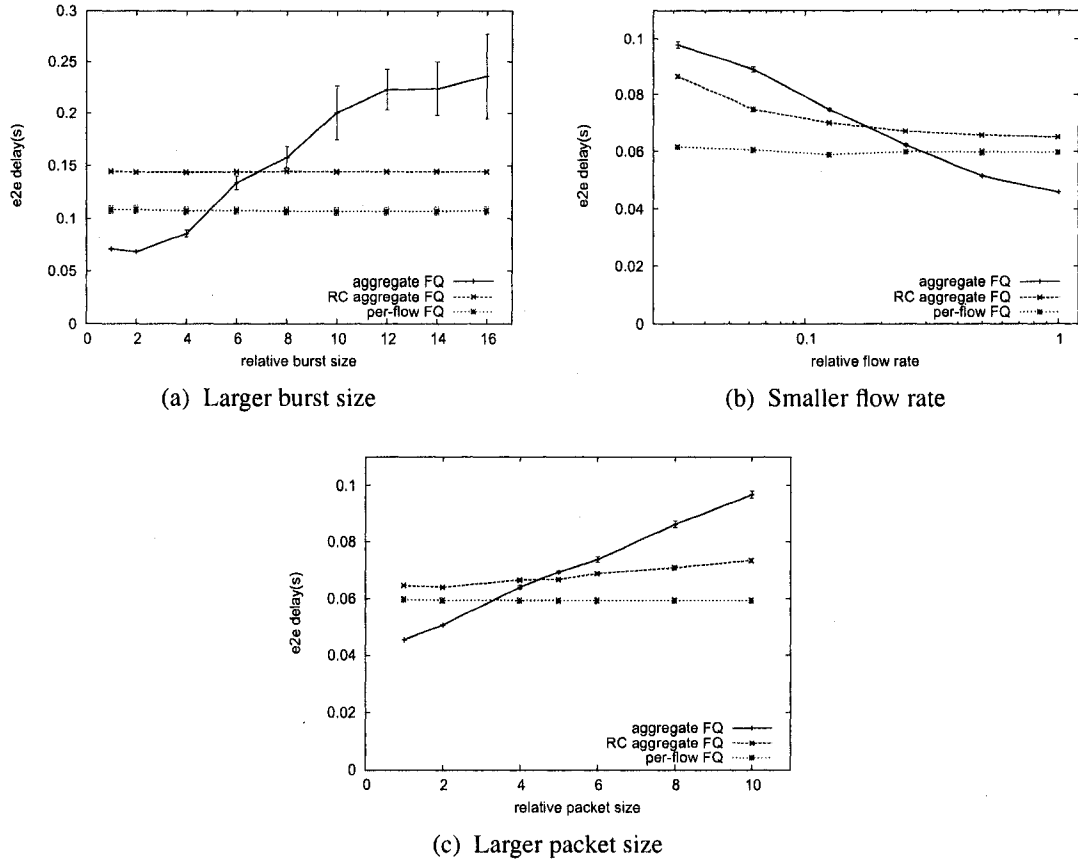 0.3
0.25
0.2
0.15
0.1
0.05
0
e2e delay(s)
aggregate FQ
RC aggregate FQ
per-flow FQ
0 2 4 6 8 10 12 14 16
relative burst size
(a) Larger burst size
0.1
0.08
0.06
0.04
0.02
0
e2e delay(s)
aggregate FQ
RC aggregate FQ
per-flow FQ
0.1 1
relative flow rate
(b) Smaller flow rate
0.1
0.08
0.06
0.04
0.02
0
e2e delay(s)
aggregate FQ
RC aggregate FQ
per-flow FQ
0 2 4 6 8 10
relative packet size
(c) Larger packet size